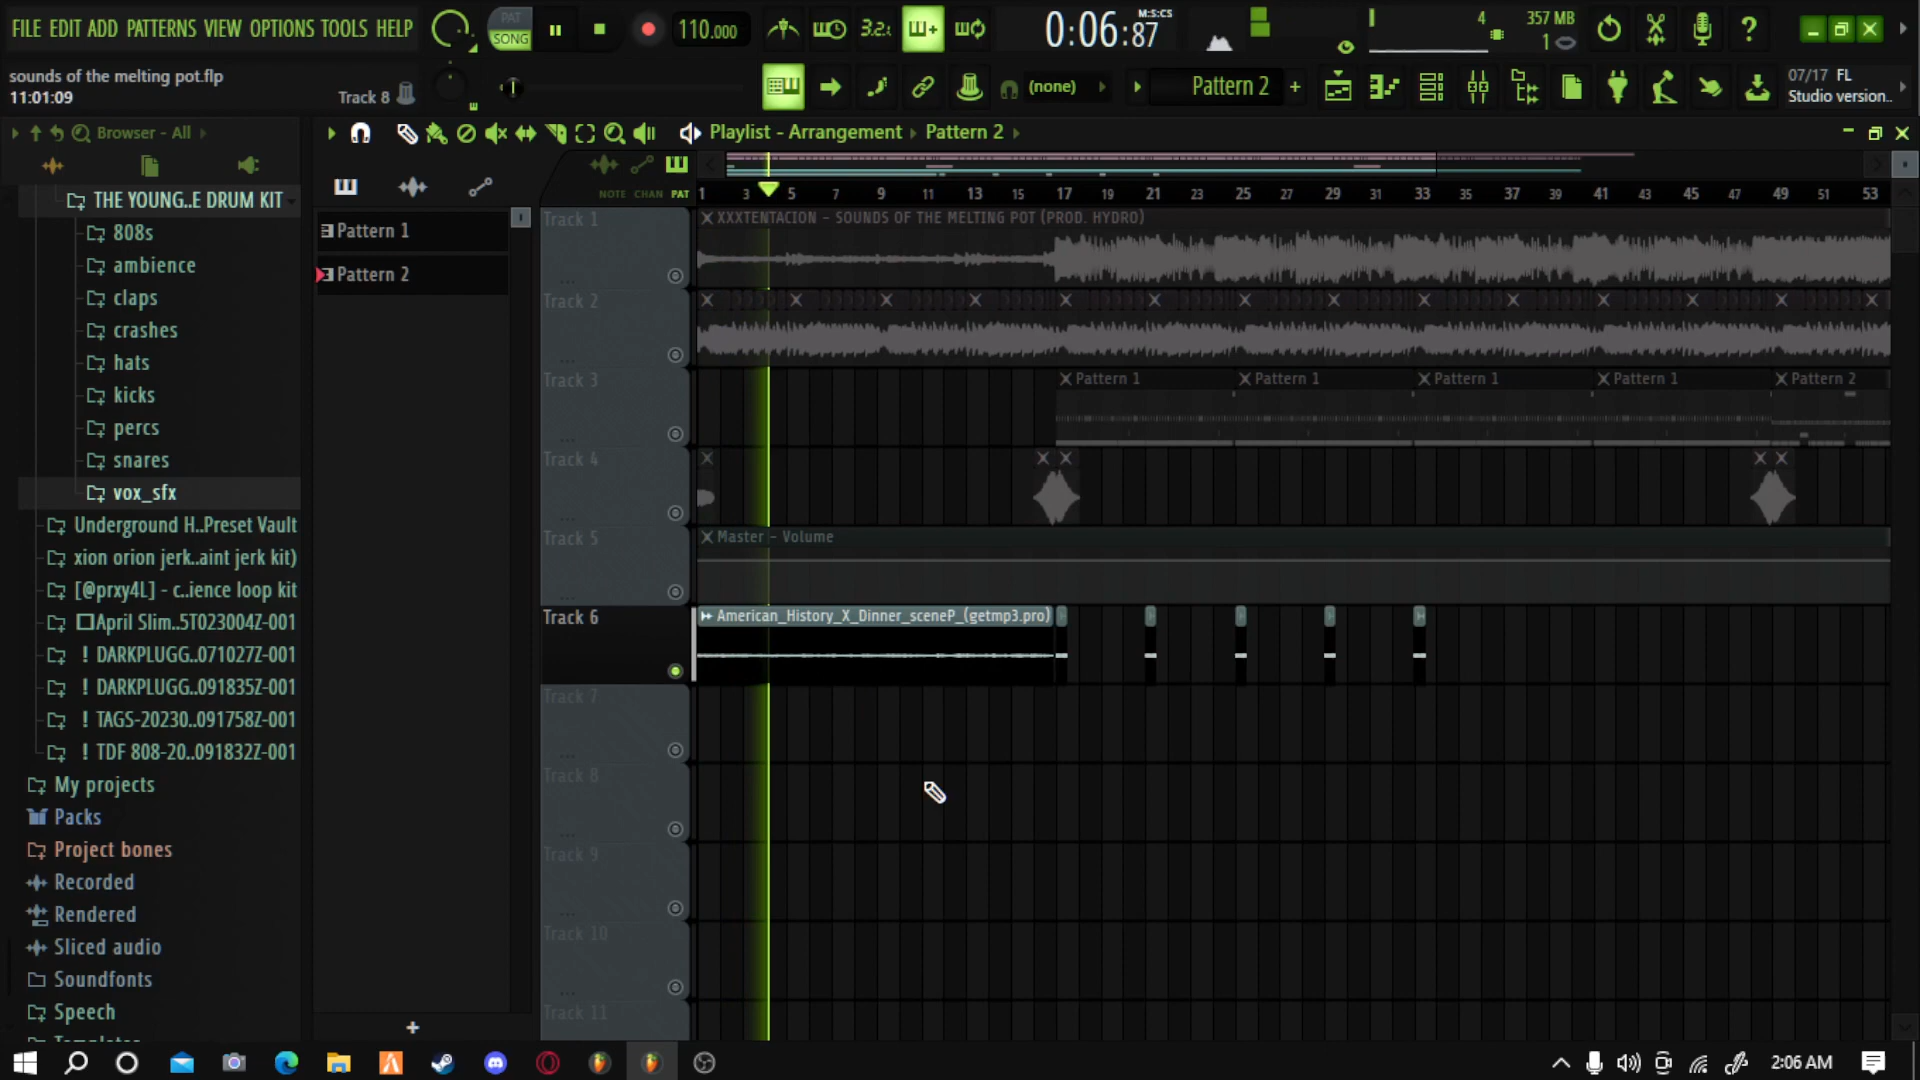 FILE EDIT ADD PATTERNS VIEW OPTIONS TOOLS HELP
PAT
SONG
110.000
3.2
0:06:87
M:S:CS
4
357 MB
1
sounds of the melting pot.flp
11:01:09
Track 8
(none)
Pattern 2
07/17 FL
Studio version..
Browser - All
Playlist - Arrangement › Pattern 2
THE YOUNG..E DRUM KIT
808s
ambience
claps
crashes
hats
kicks
percs
snares
vox_sfx
Underground H..Preset Vault
xion orion jerk..aint jerk kit)
[@prxy4L] - c..ience loop kit
April Slim..5T023004Z-001
! DARKPLUGG..071027Z-001
! DARKPLUGG..091835Z-001
! TAGS-20230..091758Z-001
! TDF 808-20..091832Z-001
My projects
Packs
Project bones
Recorded
Rendered
Sliced audio
Soundfonts
Speech
Pattern 1
Pattern 2
NOTE CHAN PAT
1 3 5 7 9 11 13 15 17 19 21 23 25 27 29 31 33 35 37 39 41 43 45 47 49 51 53
Track 1
XXXTENTACION - SOUNDS OF THE MELTING POT (PROD. HYDRO)
Track 2
Track 3
Pattern 1 Pattern 1 Pattern 1 Pattern 1 Pattern 2
Track 4
Track 5
Master - Volume
Track 6
American_History_X_Dinner_sceneP_(getmp3.pro)
Track 7
Track 8
Track 9
Track 10
Track 11
2:06 AM